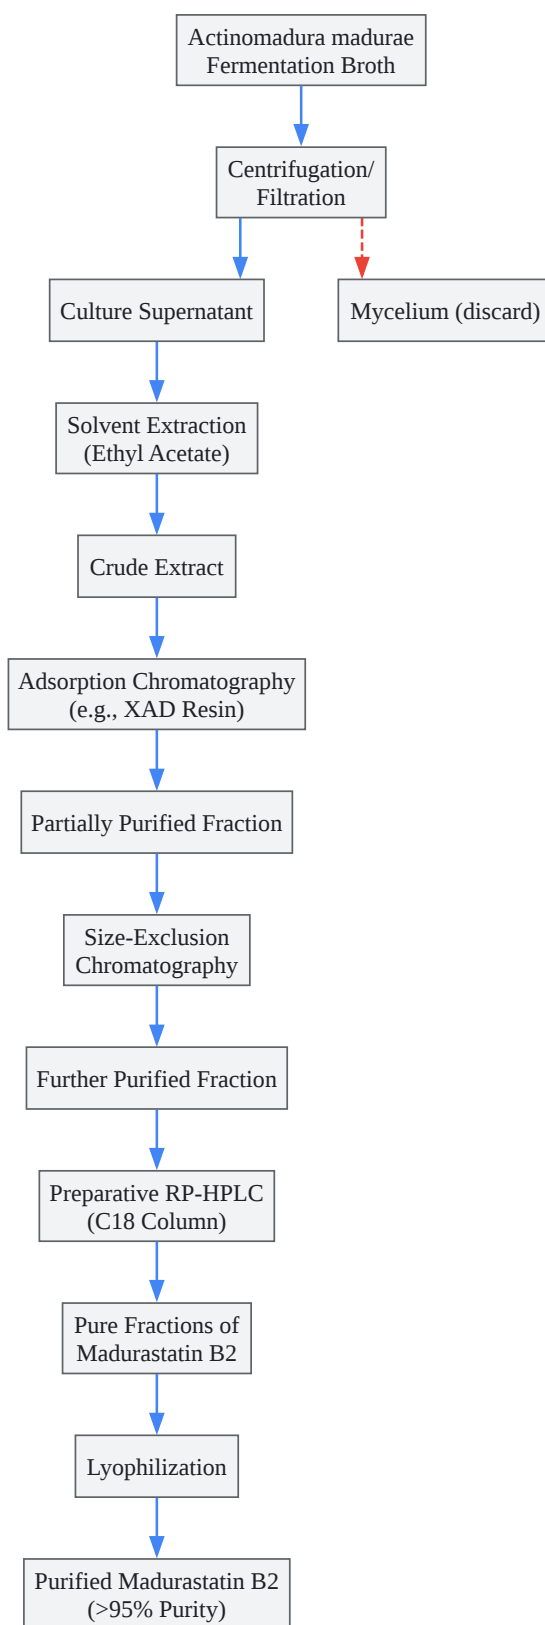 Actinomadura madurae
Fermentation Broth
Centrifugation/
Filtration
Culture Supernatant
Mycelium (discard)
Solvent Extraction
(Ethyl Acetate)
Crude Extract
Adsorption Chromatography
(e.g., XAD Resin)
Partially Purified Fraction
Size-Exclusion
Chromatography
Further Purified Fraction
Preparative RP-HPLC
(C18 Column)
Pure Fractions of
Madurastatin B2
Lyophilization
Purified Madurastatin B2
(>95% Purity)